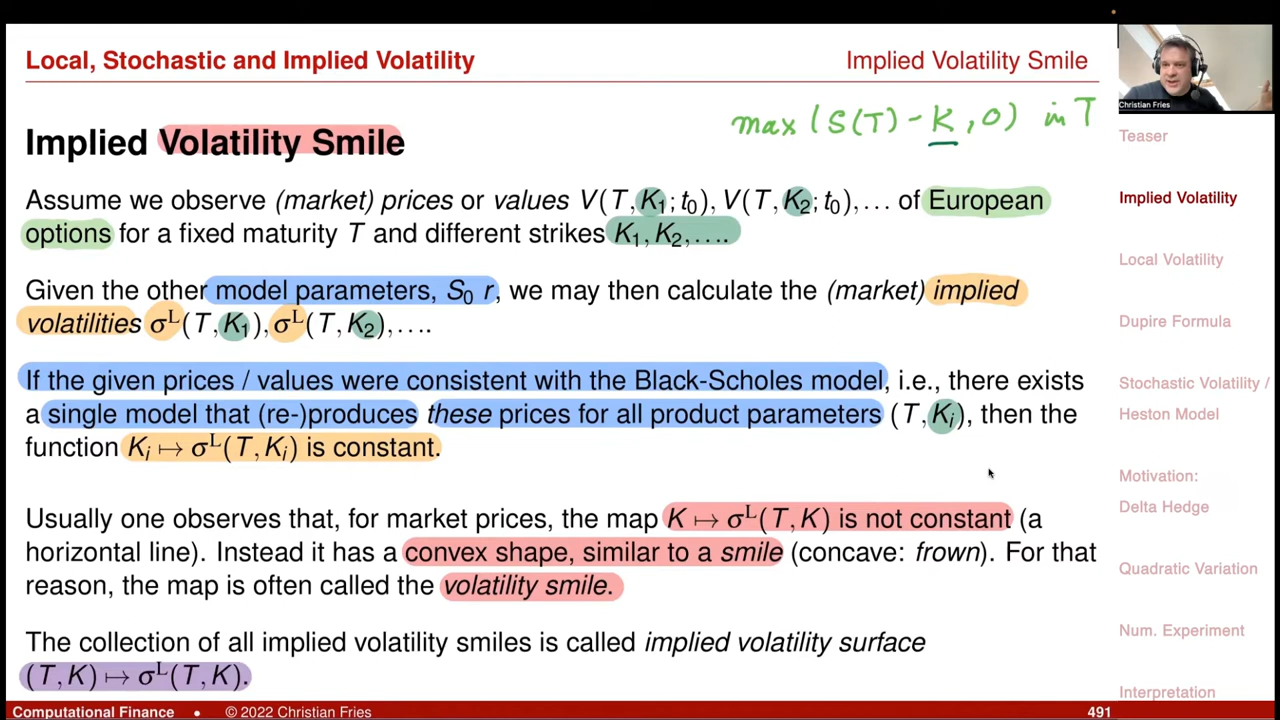 Local, Stochastic and Implied Volatility
Implied Volatility Smile
Christian Fries
max (S(T) - K, 0) in T
Implied Volatility Smile
Assume we observe (market) prices or values V(T, K₁; t₀), V(T, K₂; t₀), … of European
options for a fixed maturity T and different strikes K₁, K₂, ….
Given the other model parameters, S₀ r, we may then calculate the (market) implied
volatilities σᴸ(T, K₁), σᴸ(T, K₂), ….
If the given prices / values were consistent with the Black-Scholes model, i.e., there exists
a single model that (re-)produces these prices for all product parameters (T, Kᵢ), then the
function Kᵢ ↦ σᴸ(T, Kᵢ) is constant.
Usually one observes that, for market prices, the map K ↦ σᴸ(T, K) is not constant (a
horizontal line). Instead it has a convex shape, similar to a smile (concave: frown). For that
reason, the map is often called the volatility smile.
The collection of all implied volatility smiles is called implied volatility surface
(T, K) ↦ σᴸ(T, K).
Teaser
Implied Volatility
Local Volatility
Dupire Formula
Stochastic Volatility /
Heston Model
Motivation:
Delta Hedge
Quadratic Variation
Num. Experiment
Interpretation
Computational Finance • © 2022 Christian Fries
491